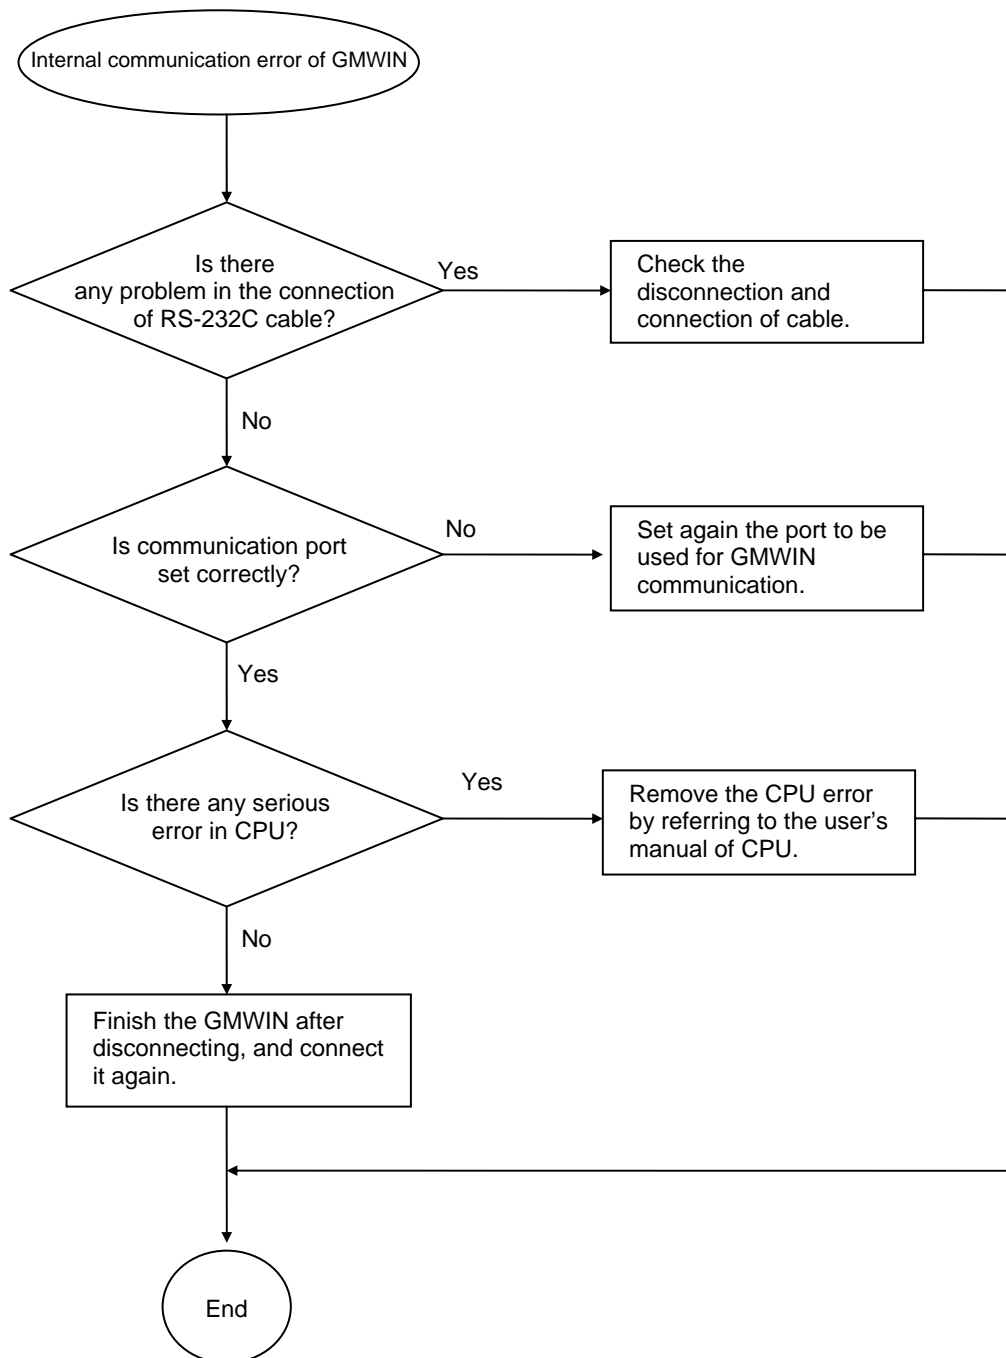 Internal communication error of GMWIN
Is there
any problem in the connection
of RS-232C cable?
Yes
Check the
disconnection and
connection of cable.
No
Is communication port
set correctly?
No
Set again the port to be
used for GMWIN
communication.
Yes
Is there any serious
error in CPU?
Yes
Remove the CPU error
by referring to the user’s
manual of CPU.
No
Finish the GMWIN after
disconnecting, and connect
it again.
End